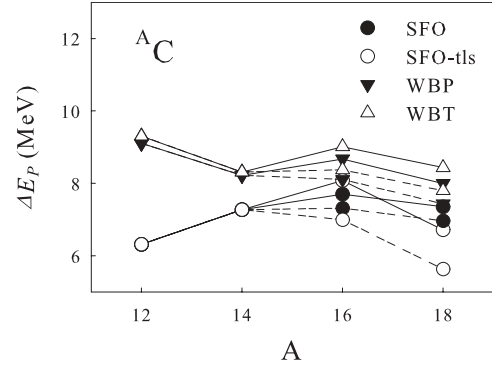 12
10
8
6
ΔE_P (MeV)
^A C
SFO
SFO-tls
WBP
WBT
12 14 16 18
A